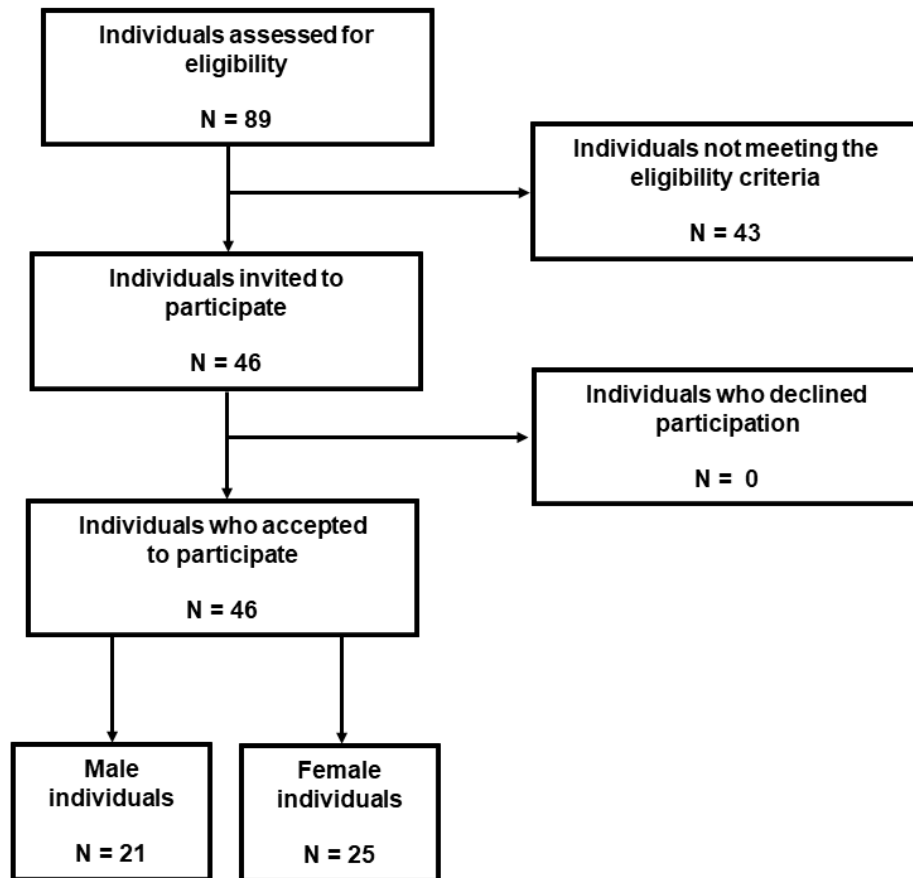 Individuals assessed for
eligibility
N = 89
Individuals not meeting the
eligibility criteria
N = 43
Individuals invited to
participate
N = 46
Individuals who declined
participation
N = 0
Individuals who accepted
to participate
N = 46
Male
individuals
N = 21
Female
individuals
N = 25